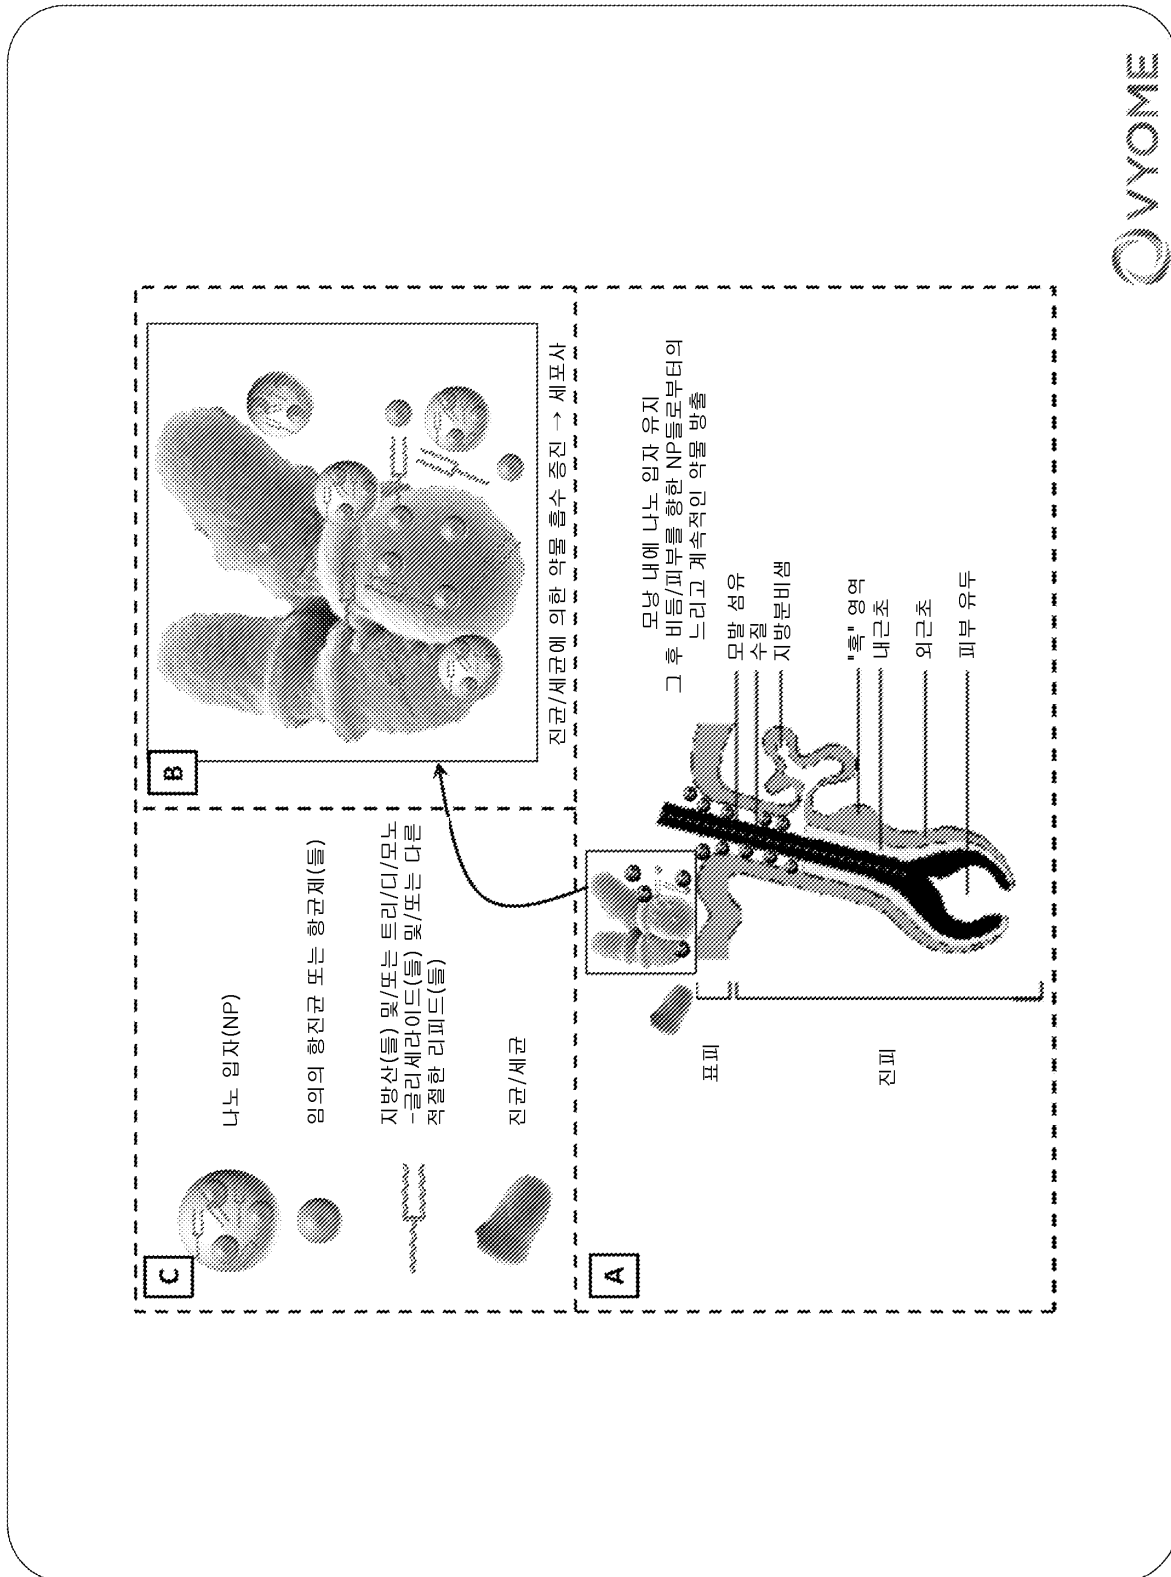 C
나노 입자(NP)
임의의 항진균 또는 항균제(들)
지방산(들) 및/또는 트리/디/모노
-글리세라이드(들) 및/또는 다른
적절한 리피드(들)
진균/세균
B
진균/세균에 의한 약물 흡수 증진 → 세포사
A
모낭 내에 나노 입자 유지
그 후 비듬/피부를 향한 NP들로부터의
느리고 계속적인 약물 방출
모발 섬유
수질
지방분비샘
"혹" 영역
내근초
외근초
피부 유두
표피
진피
VYOME